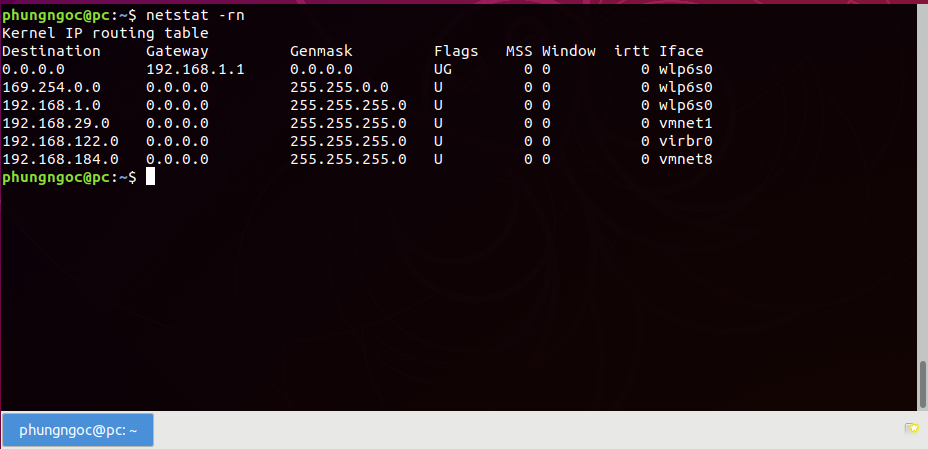 phungngoc@pc:~$ netstat -rn
Kernel IP routing table
Destination     Gateway         Genmask         Flags   MSS Window  irtt Iface
0.0.0.0         192.168.1.1     0.0.0.0         UG        0 0          0 wlp6s0
169.254.0.0     0.0.0.0         255.255.0.0     U         0 0          0 wlp6s0
192.168.1.0     0.0.0.0         255.255.255.0   U         0 0          0 wlp6s0
192.168.29.0    0.0.0.0         255.255.255.0   U         0 0          0 vmnet1
192.168.122.0   0.0.0.0         255.255.255.0   U         0 0          0 virbr0
192.168.184.0   0.0.0.0         255.255.255.0   U         0 0          0 vmnet8
phungngoc@pc:~$
phungngoc@pc: ~